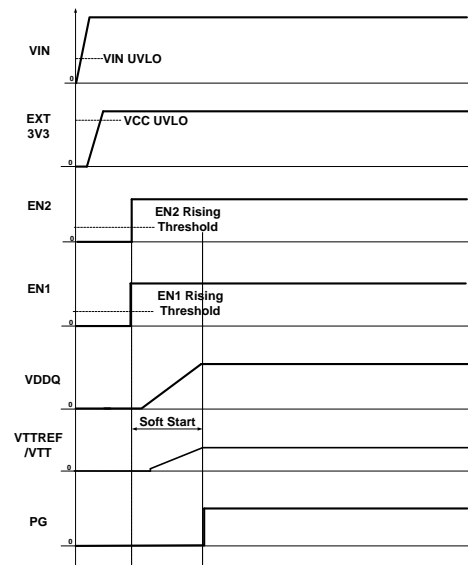 VIN
VIN UVLO
0
EXT
3V3
VCC UVLO
0
EN2
EN2 Rising
Threshold
0
EN1
EN1 Rising
Threshold
0
VDDQ
0
Soft Start
VTTREF
/VTT
0
PG
0